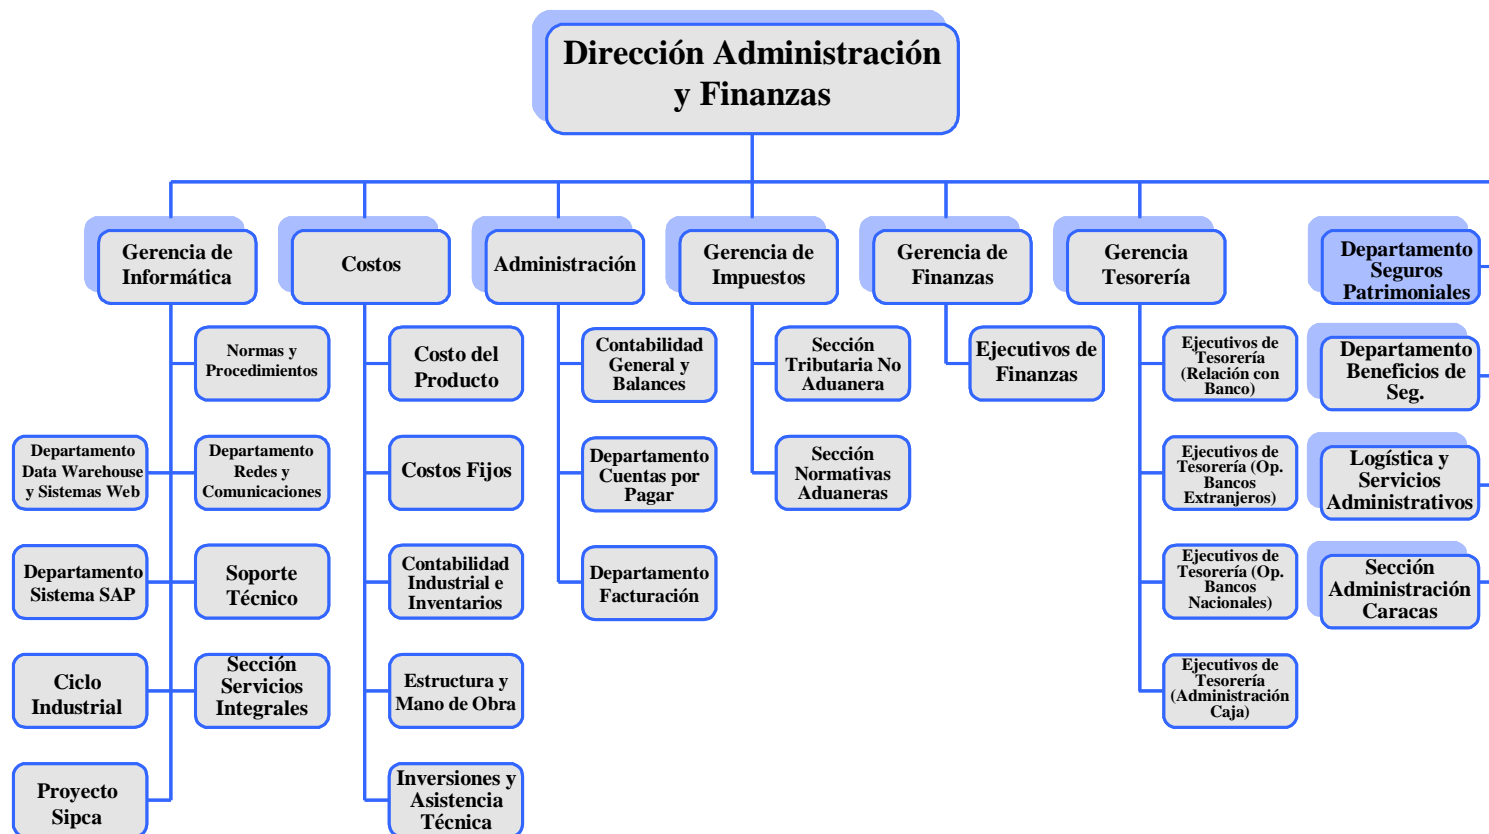 Dirección Administración
y Finanzas
Gerencia de
Informática
Costos
Administración
Gerencia de
Impuestos
Gerencia de
Finanzas
Gerencia
Tesorería
Departamento
Seguros
Patrimoniales
Normas y
Procedimientos
Costo del
Producto
Contabilidad
General y
Balances
Sección
Tributaria No
Aduanera
Ejecutivos de
Finanzas
Ejecutivos de
Tesorería
(Relación con
Banco)
Departamento
Beneficios de
Seg.
Departamento
Data Warehouse
y Sistemas Web
Departamento
Redes y
Comunicaciones
Costos Fijos
Departamento
Cuentas por
Pagar
Sección
Normativas
Aduaneras
Ejecutivos de
Tesorería (Op.
Bancos
Extranjeros)
Logística y
Servicios
Administrativos
Departamento
Sistema SAP
Soporte
Técnico
Contabilidad
Industrial e
Inventarios
Departamento
Facturación
Ejecutivos de
Tesorería (Op.
Bancos
Nacionales)
Sección
Administración
Caracas
Ciclo
Industrial
Sección
Servicios
Integrales
Estructura y
Mano de Obra
Ejecutivos de
Tesorería
(Administración
Caja)
Proyecto
Sipca
Inversiones y
Asistencia
Técnica